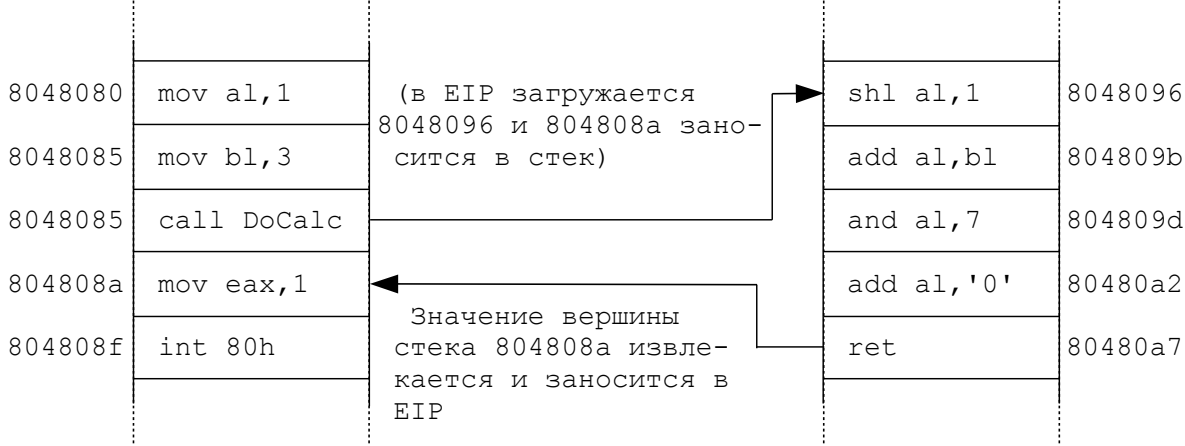 8048080 mov al,1 (в EIP загружается shl al,1 8048096
8048096 и 804808a зано-
8048085 mov bl,3 сится в стек) add al,bl 804809b
8048085 call DoCalc and al,7 804809d
804808a mov eax,1 add al,'0' 80480a2
Значение вершины
804808f int 80h стека 804808a извле- ret 80480a7
кается и заносится в
EIP